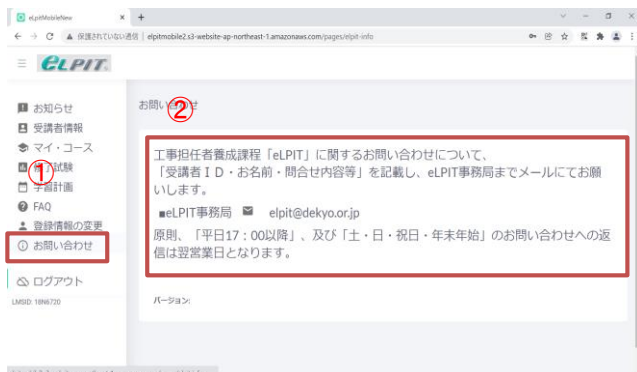 eLpitMobileNew
保護されていない通信 | elpitmobile2.s3-website-ap-northeast-1.amazonaws.com/pages/elpit-info
eLPIT
お知らせ
受講者情報
マイ・コース
修了試験
学習計画
FAQ
登録情報の変更
お問い合わせ
ログアウト
LMSID: 18N6720
①
②
お問い合わせ
工事担任者養成課程「eLPIT」に関するお問い合わせについて、
「受講者ＩＤ・お名前・問合せ内容等」を記載し、eLPIT事務局までメールにてお願
いします。
■eLPIT事務局 elpit@dekyo.or.jp
原則、「平日17：00以降」、及び「土・日・祝日・年末年始」のお問い合わせへの返
信は翌営業日となります。
バージョン: